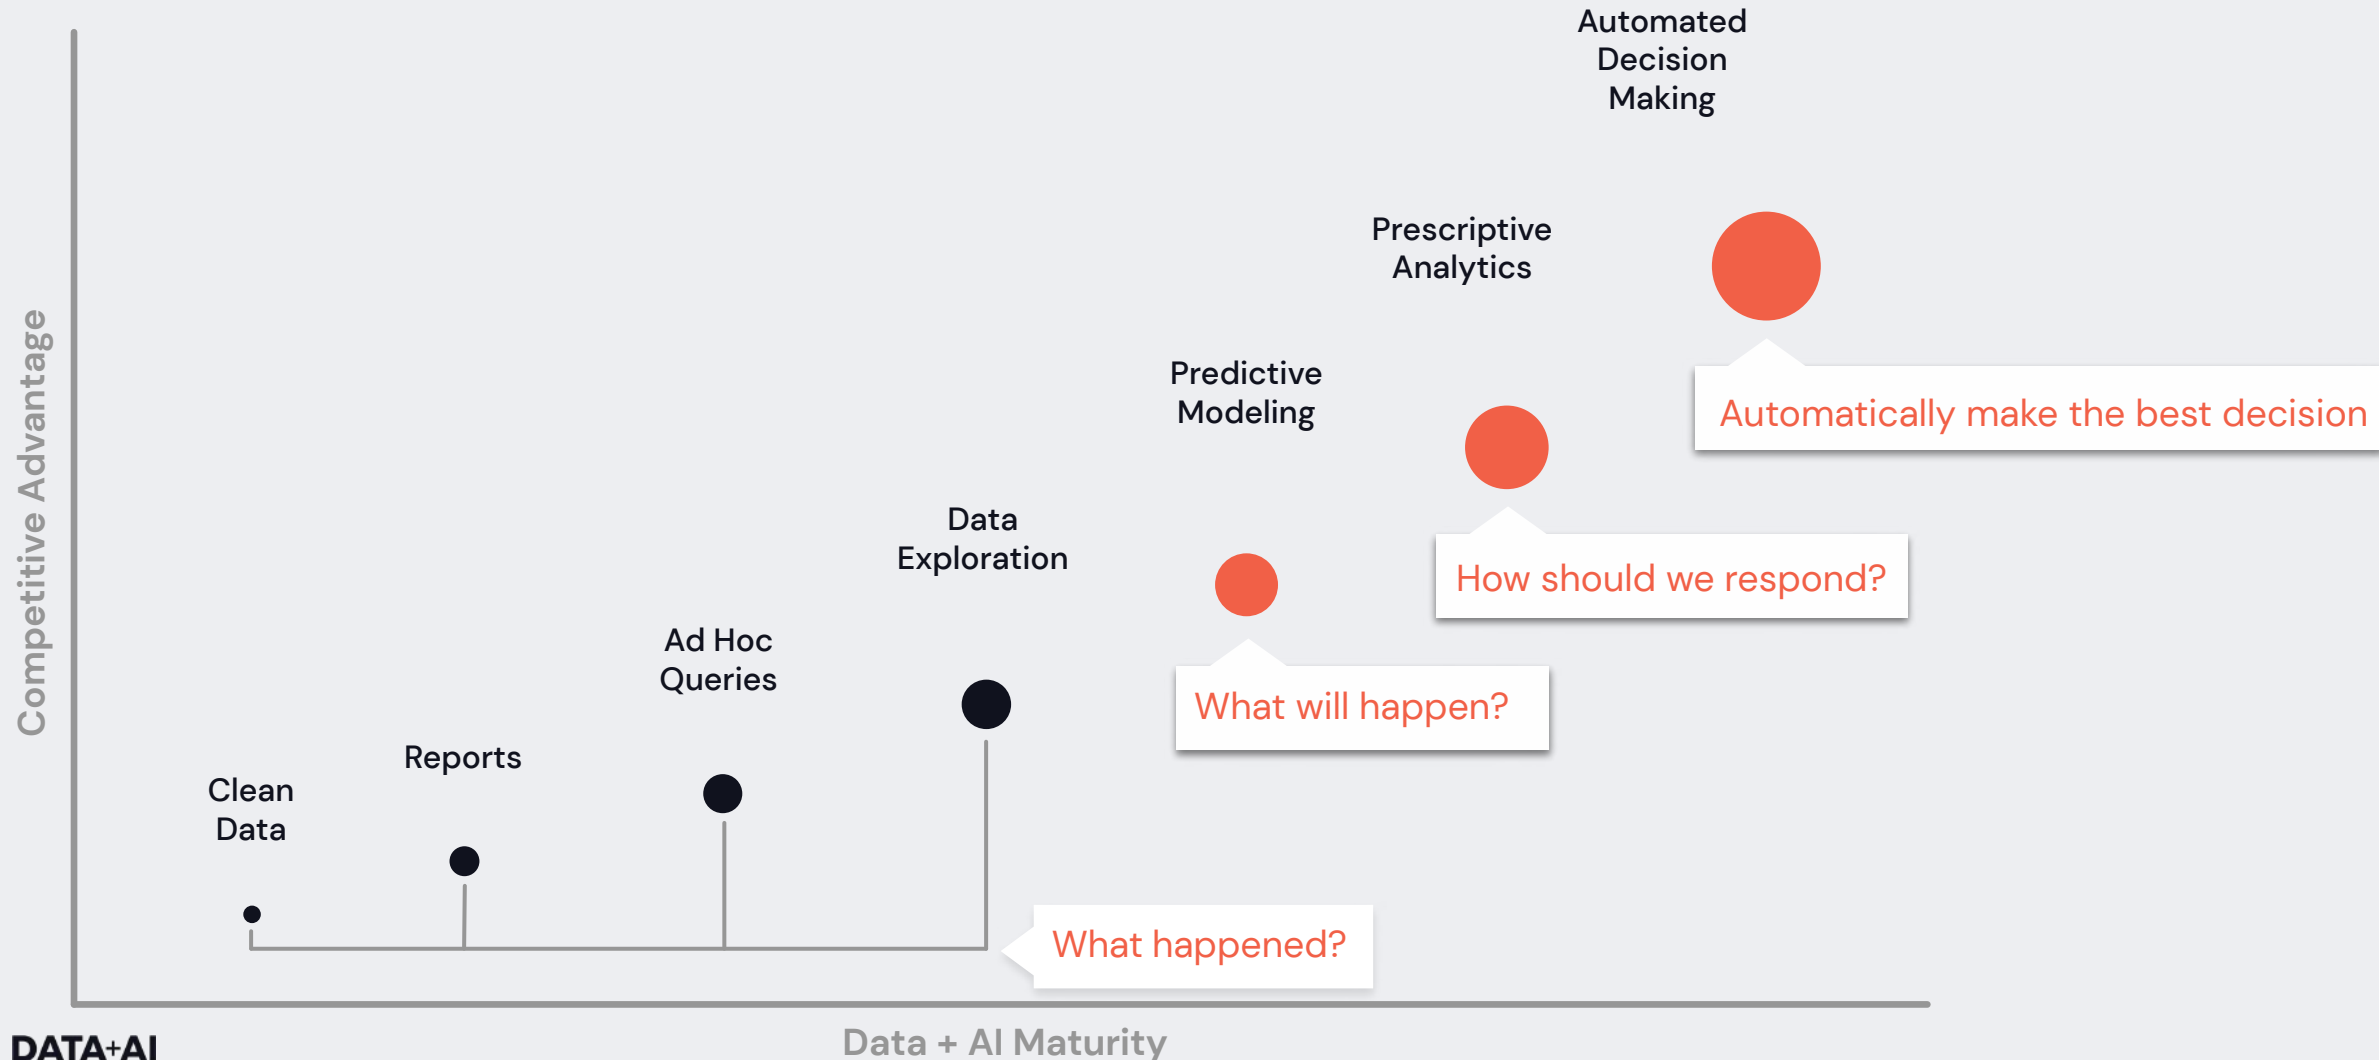 Automated
Decision
Making
Prescriptive
Analytics
Predictive
Modeling
Automatically make the best decision
Data
Exploration
How should we respond?
Ad Hoc
Queries
What will happen?
Reports
Clean
Data
What happened?
Competitive Advantage
Data + AI Maturity
DATA+AI